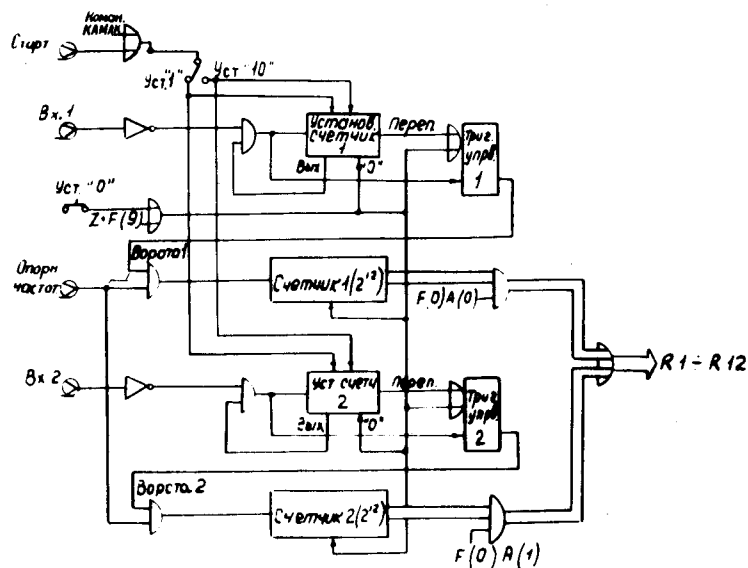 Коман.
КАМАК
Старт
Уст."1"
Уст "10"
Вх. 1
Установ.
счетчик
1
Переп
Триг.
упрв.
1
Вых
"0"
Уст. "0"
Z+F(9)
Ворота 1
Опорн
частот.
Счетчик 1(2¹²)
F(0)A(0)
R1÷R12
Вх 2
Уст счетч
2
Переп.
Триг
упрв.
2
Вых
"0"
Ворота 2
Счетчик 2(2¹²)
F(0) A(1)